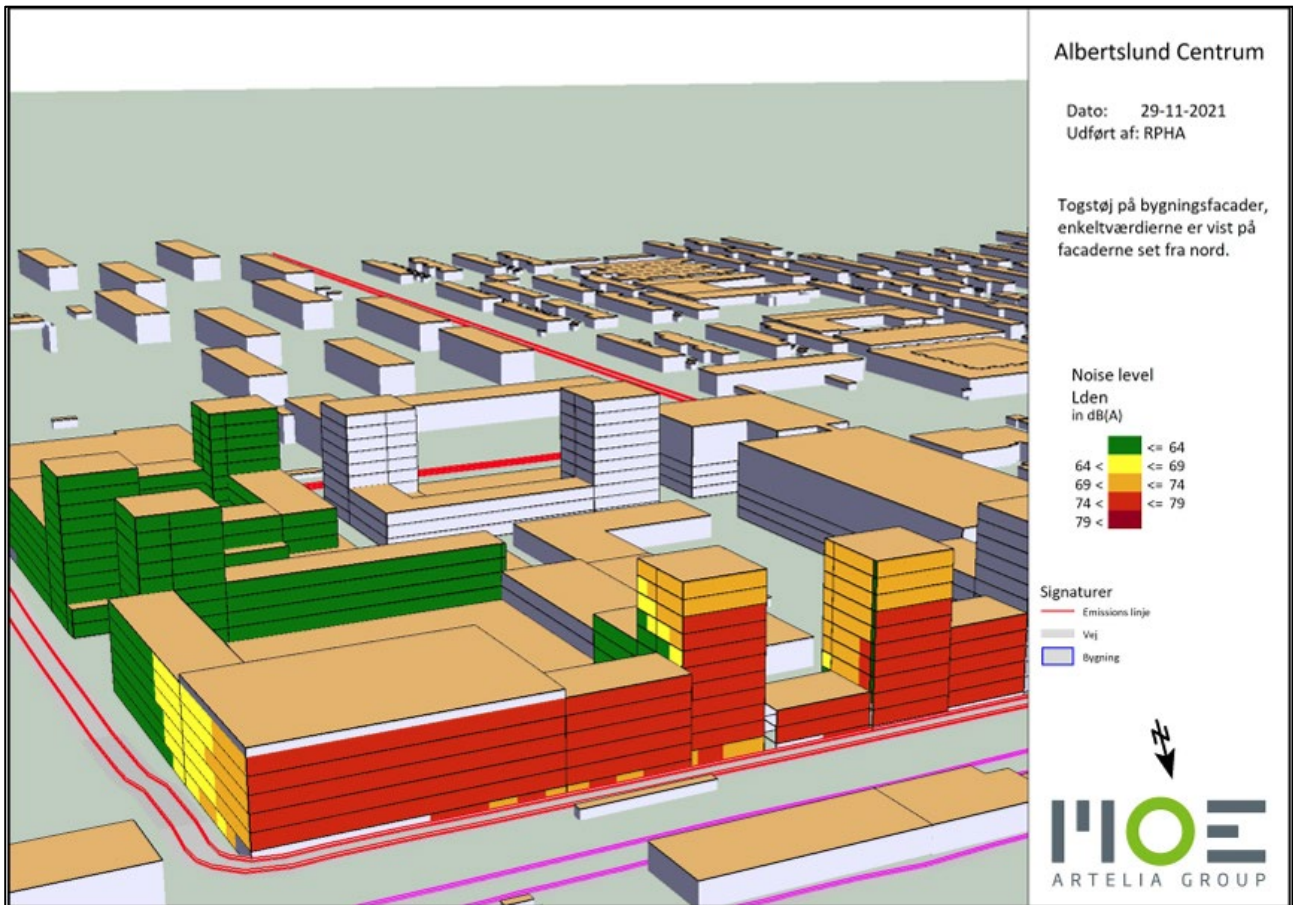 Albertslund Centrum
Dato: 29-11-2021
Udført af: RPHA
Togstøj på bygningsfacader,
enkeltværdierne er vist på
facaderne set fra nord.
Noise level
Lden
in dB(A)
<= 64
64 < <= 69
69 < <= 74
74 < <= 79
79 <
Signaturer
Emissions linje
Vej
Bygning
N
MOE
ARTELIA GROUP